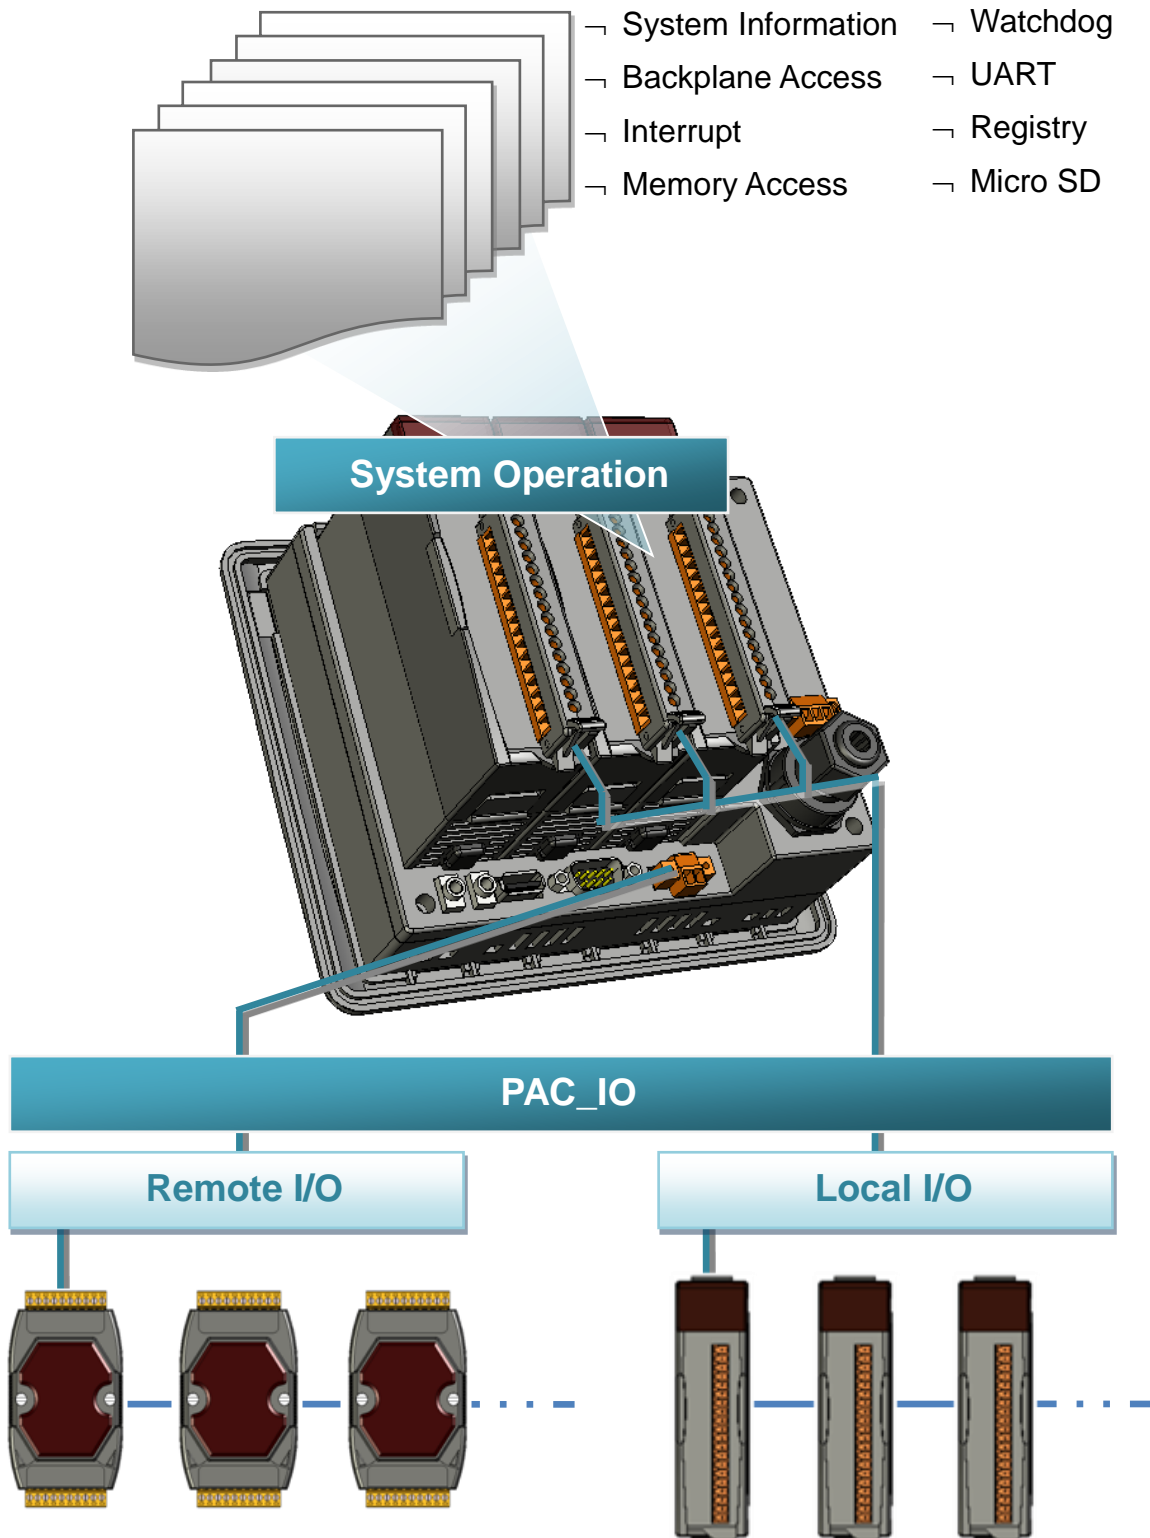 ¬ System Information
¬ Backplane Access
¬ Interrupt
¬ Memory Access
¬ Watchdog
¬ UART
¬ Registry
¬ Micro SD
System Operation
PAC_IO
Remote I/O
Local I/O